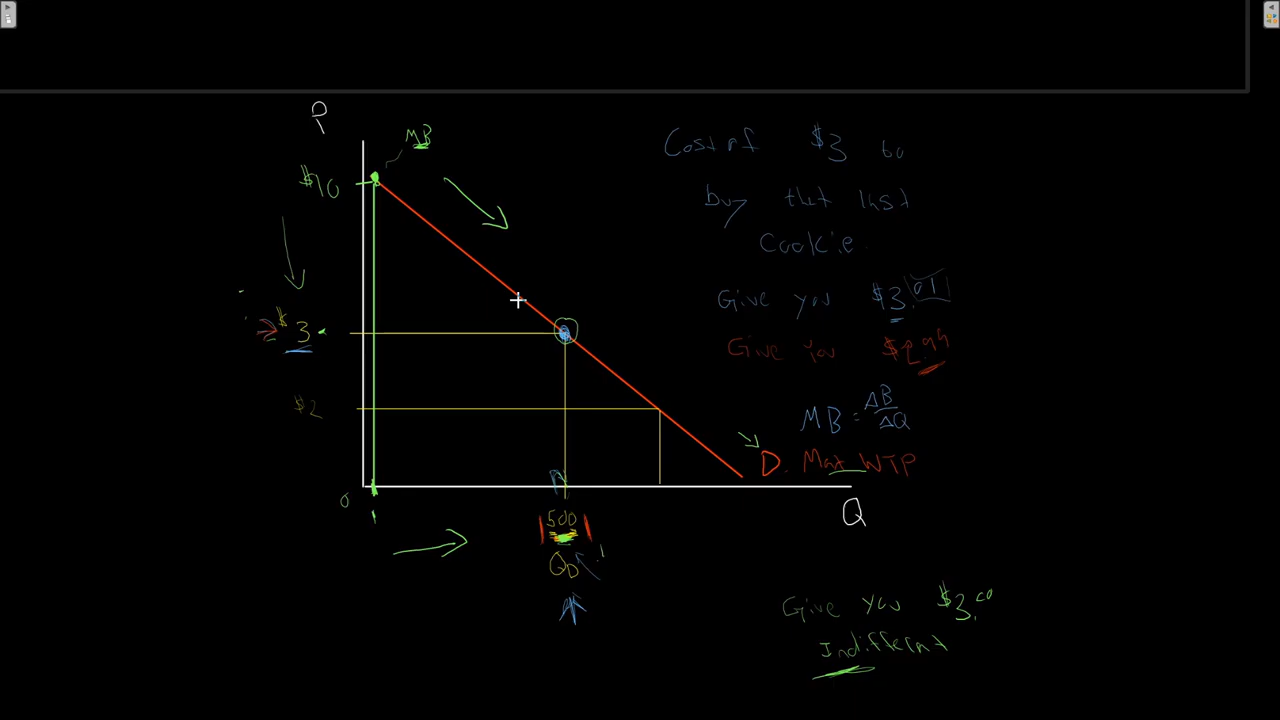 P
MB
$10
Cost of $3 to
buy that last
Cookie.
Give you $3.01
$3
Give you $2.99
$2
MB = ΔB/ΔQ
D. Max WTP
0
1
500
Q
QD
Give you $3.00
Indifferent